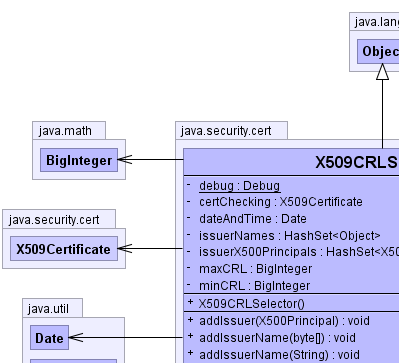 java.lang
Object
java.math
BigInteger
java.security.cert
X509CRLS
- debug : Debug
- certChecking : X509Certificate
- dateAndTime : Date
- issuerNames : HashSet<Object>
- issuerX500Principals : HashSet<X50
- maxCRL : BigInteger
- minCRL : BigInteger
+ X509CRLSelector()
+ addIssuer(X500Principal) : void
+ addIssuerName(byte[]) : void
+ addIssuerName(String) : void
java.security.cert
X509Certificate
java.util
Date